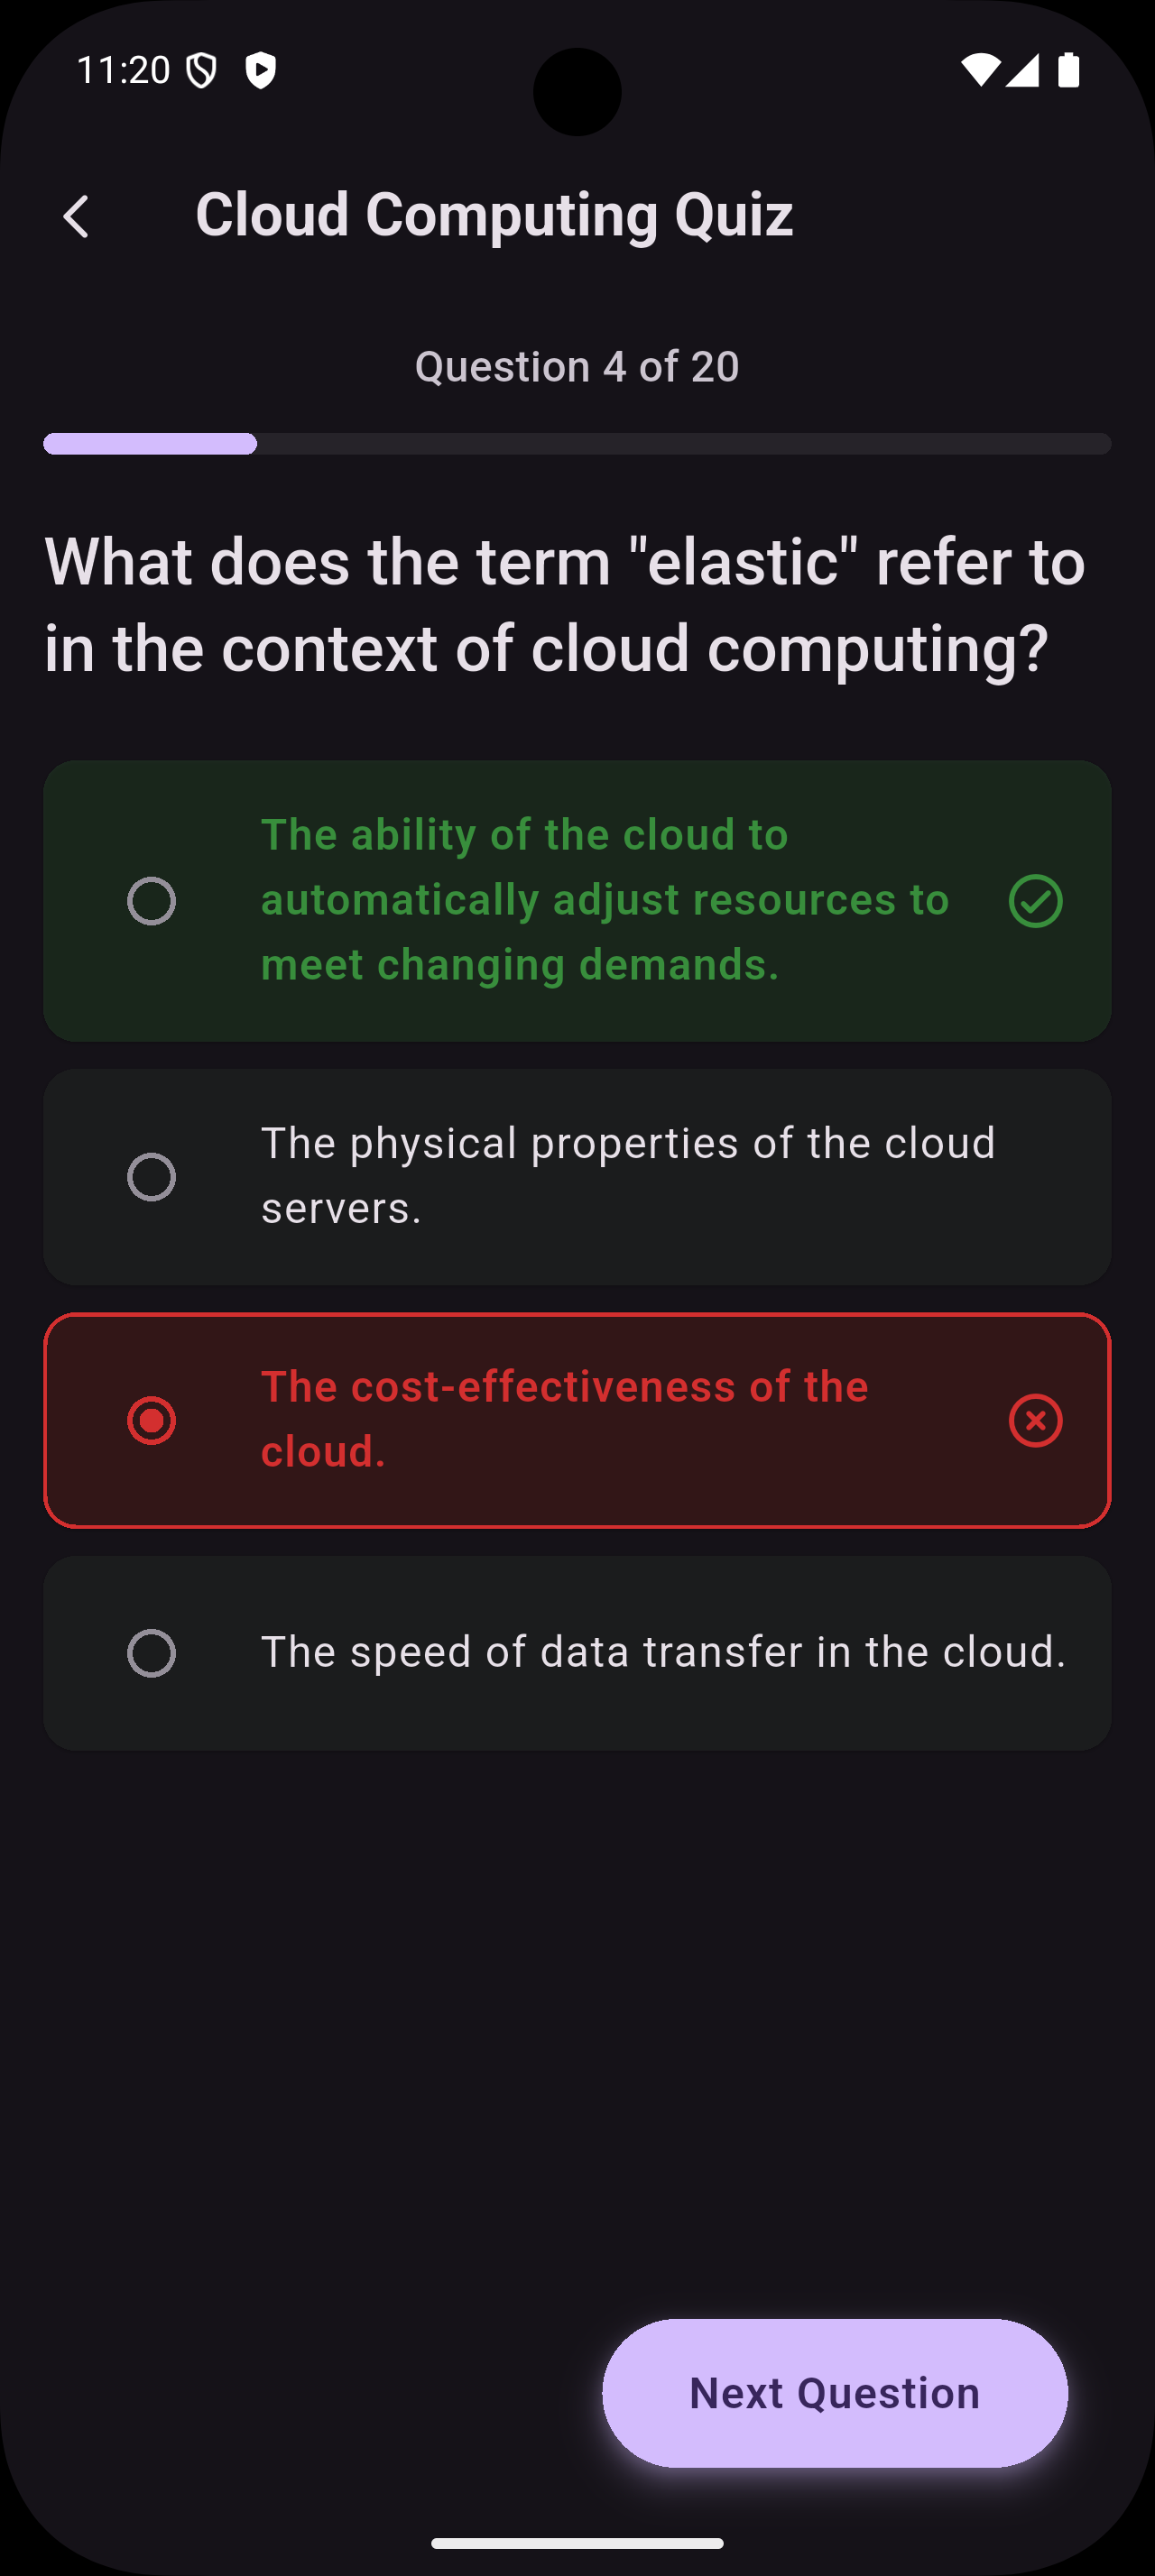 11:20
Cloud Computing Quiz
Question 4 of 20
What does the term "elastic" refer to
in the context of cloud computing?
The ability of the cloud to
automatically adjust resources to
meet changing demands.
The physical properties of the cloud
servers.
The cost-effectiveness of the
cloud.
The speed of data transfer in the cloud.
Next Question